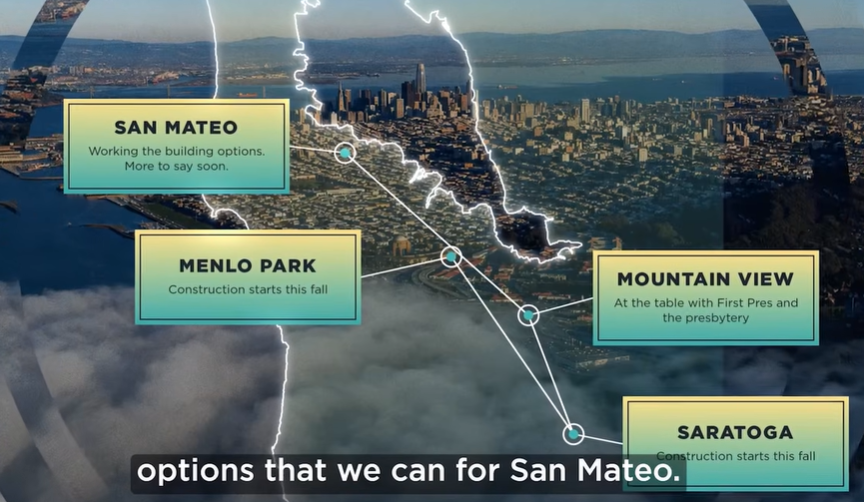 SAN MATEO
Working the building options.
More to say soon.
MENLO PARK
Construction starts this fall
MOUNTAIN VIEW
At the table with First Pres and
the presbytery
SARATOGA
Construction starts this fall
options that we can for San Mateo.